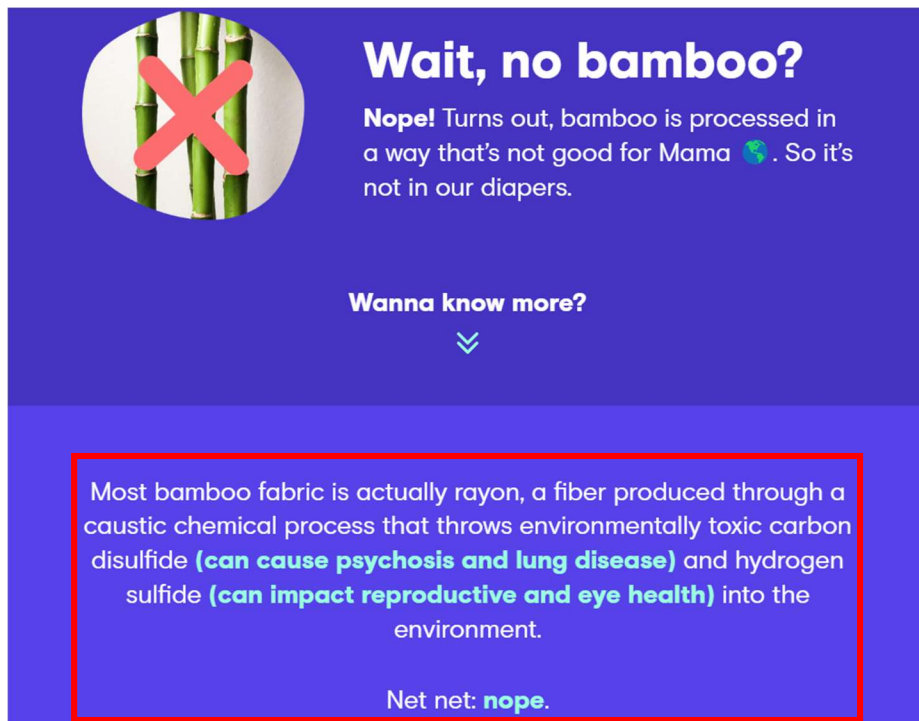 Wait, no bamboo?
Nope! Turns out, bamboo is processed in
a way that's not good for Mama 🌎. So it's
not in our diapers.
Wanna know more?
Most bamboo fabric is actually rayon, a fiber produced through a
caustic chemical process that throws environmentally toxic carbon
disulfide (can cause psychosis and lung disease) and hydrogen
sulfide (can impact reproductive and eye health) into the
environment.
Net net: nope.